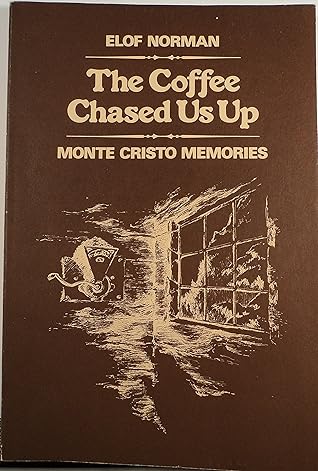 ELOF NORMAN
The Coffee
Chased Us Up
MONTE CRISTO MEMORIES